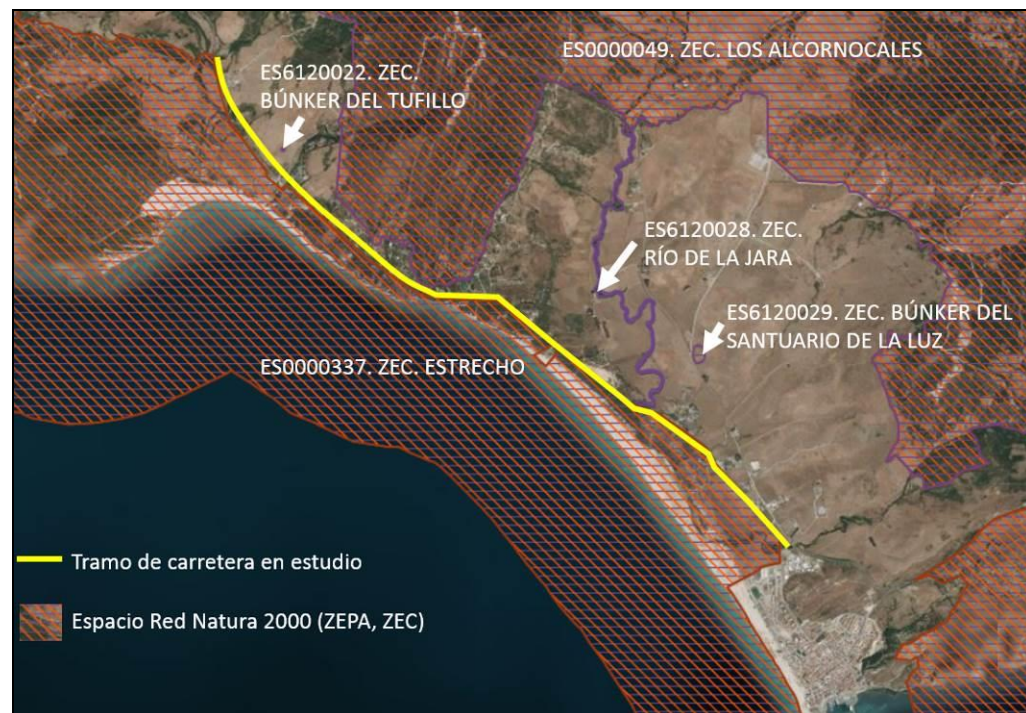 ES0000049. ZEC. LOS ALCORNOCALES
ES6120022. ZEC.
BÚNKER DEL TUFILLO
ES6120028. ZEC.
RÍO DE LA JARA
ES6120029. ZEC. BÚNKER DEL
SANTUARIO DE LA LUZ
ES0000337. ZEC. ESTRECHO
Tramo de carretera en estudio
Espacio Red Natura 2000 (ZEPA, ZEC)